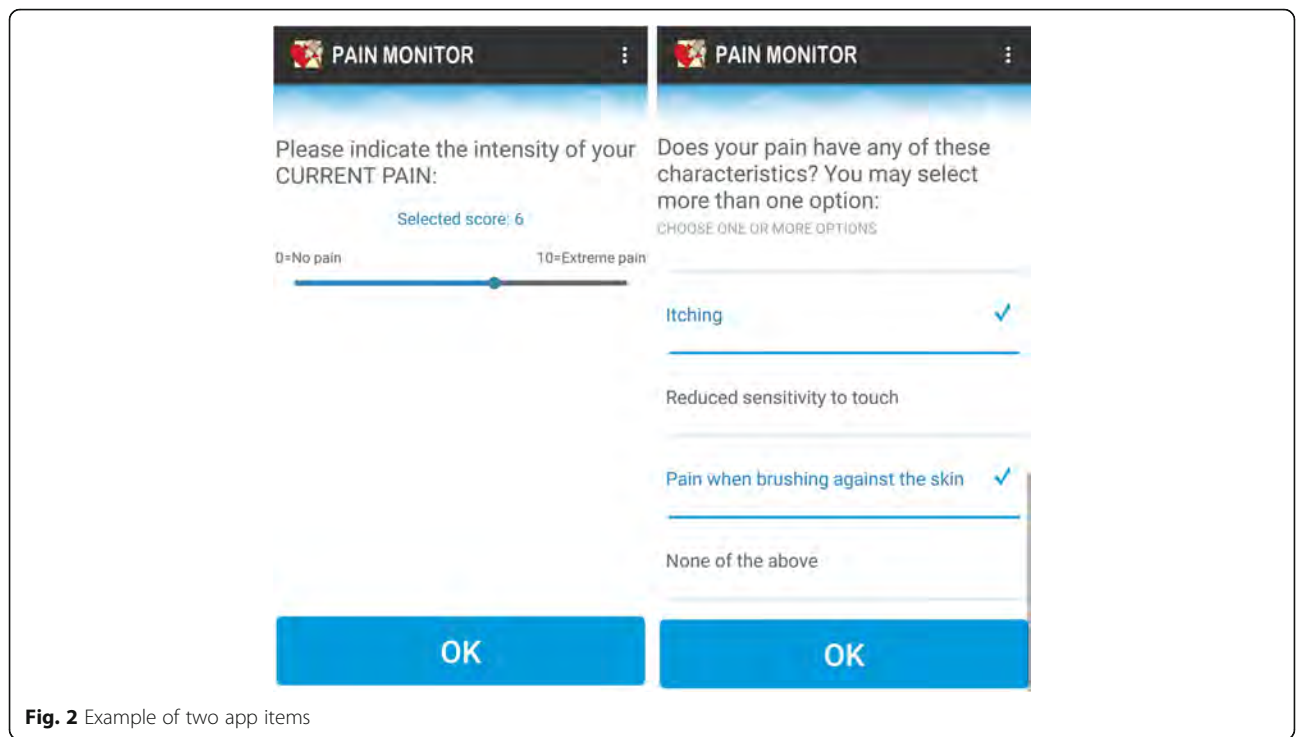 PAIN MONITOR
Please indicate the intensity of your
CURRENT PAIN:
Selected score: 6
0=No pain 10=Extreme pain
OK
PAIN MONITOR
Does your pain have any of these
characteristics? You may select
more than one option:
CHOOSE ONE OR MORE OPTIONS
Itching
Reduced sensitivity to touch
Pain when brushing against the skin
None of the above
OK
Fig. 2 Example of two app items